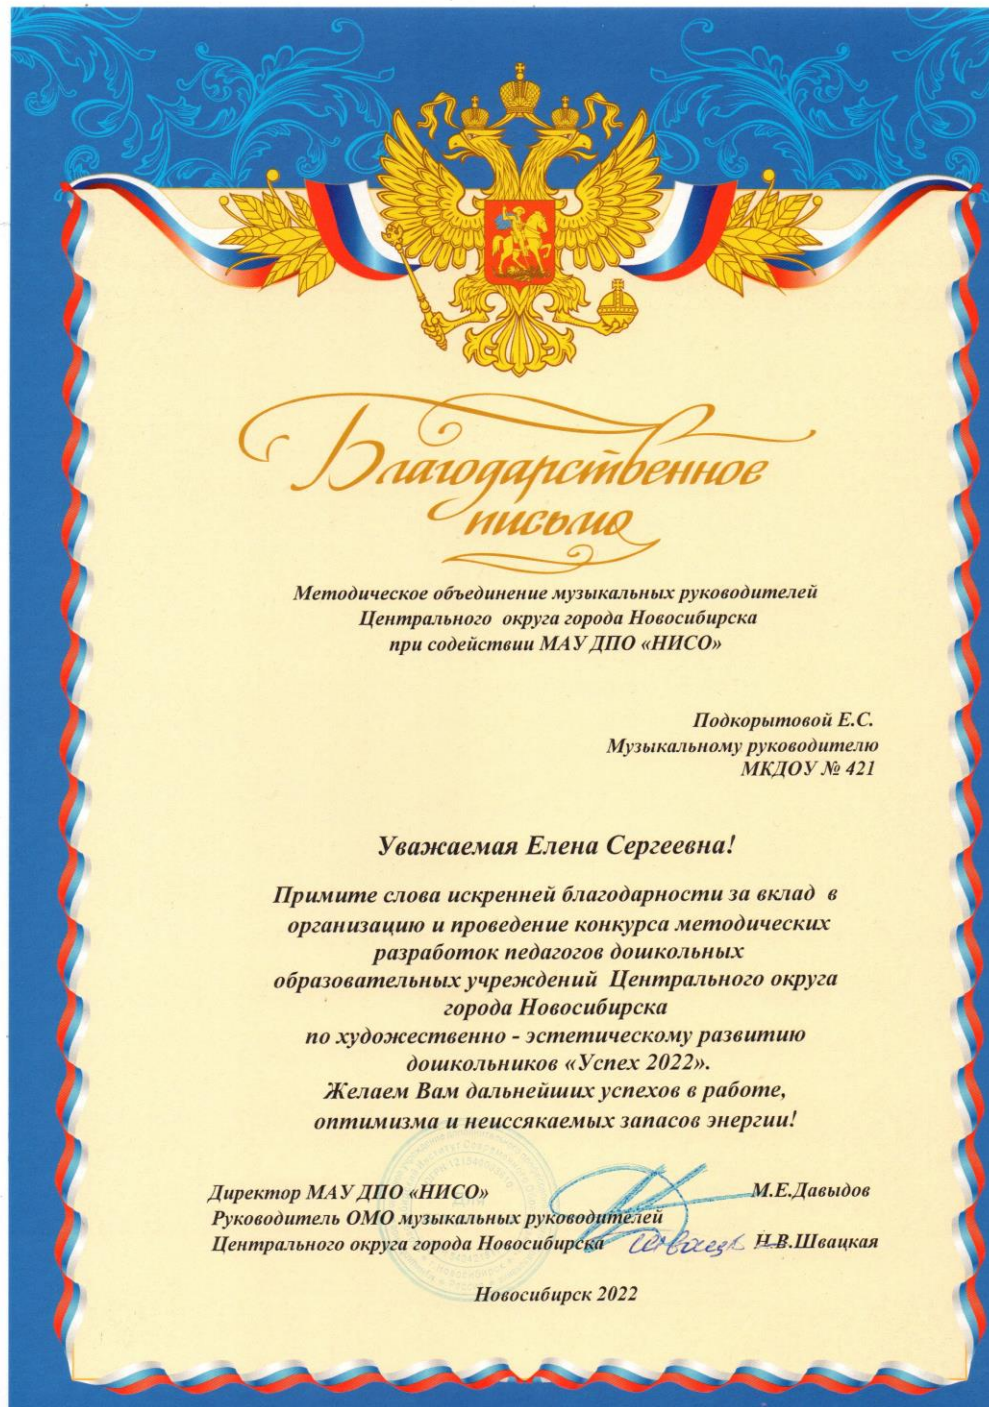 Благодарственное
письмо
Методическое объединение музыкальных руководителей
Центрального округа города Новосибирска
при содействии МАУ ДПО «НИСО»
Подкорытовой Е.С.
Музыкальному руководителю
МКДОУ № 421
Уважаемая Елена Сергеевна!
Примите слова искренней благодарности за вклад в
организацию и проведение конкурса методических
разработок педагогов дошкольных
образовательных учреждений Центрального округа
города Новосибирска
по художественно - эстетическому развитию
дошкольников «Успех 2022».
Желаем Вам дальнейших успехов в работе,
оптимизма и неиссякаемых запасов энергии!
Директор МАУ ДПО «НИСО» М.Е.Давыдов
Руководитель ОМО музыкальных руководителей
Центрального округа города Новосибирска Н.В.Швацкая
Новосибирск 2022